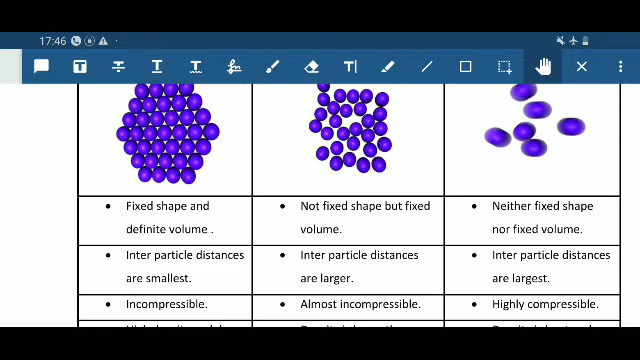 17:46
Fixed shape and
definite volume .
Not fixed shape but fixed
volume.
Neither fixed shape
nor fixed volume.
Inter particle distances
are smallest.
Inter particle distances
are larger.
Inter particle distances
are largest.
Incompressible.
Almost incompressible.
Highly compressible.